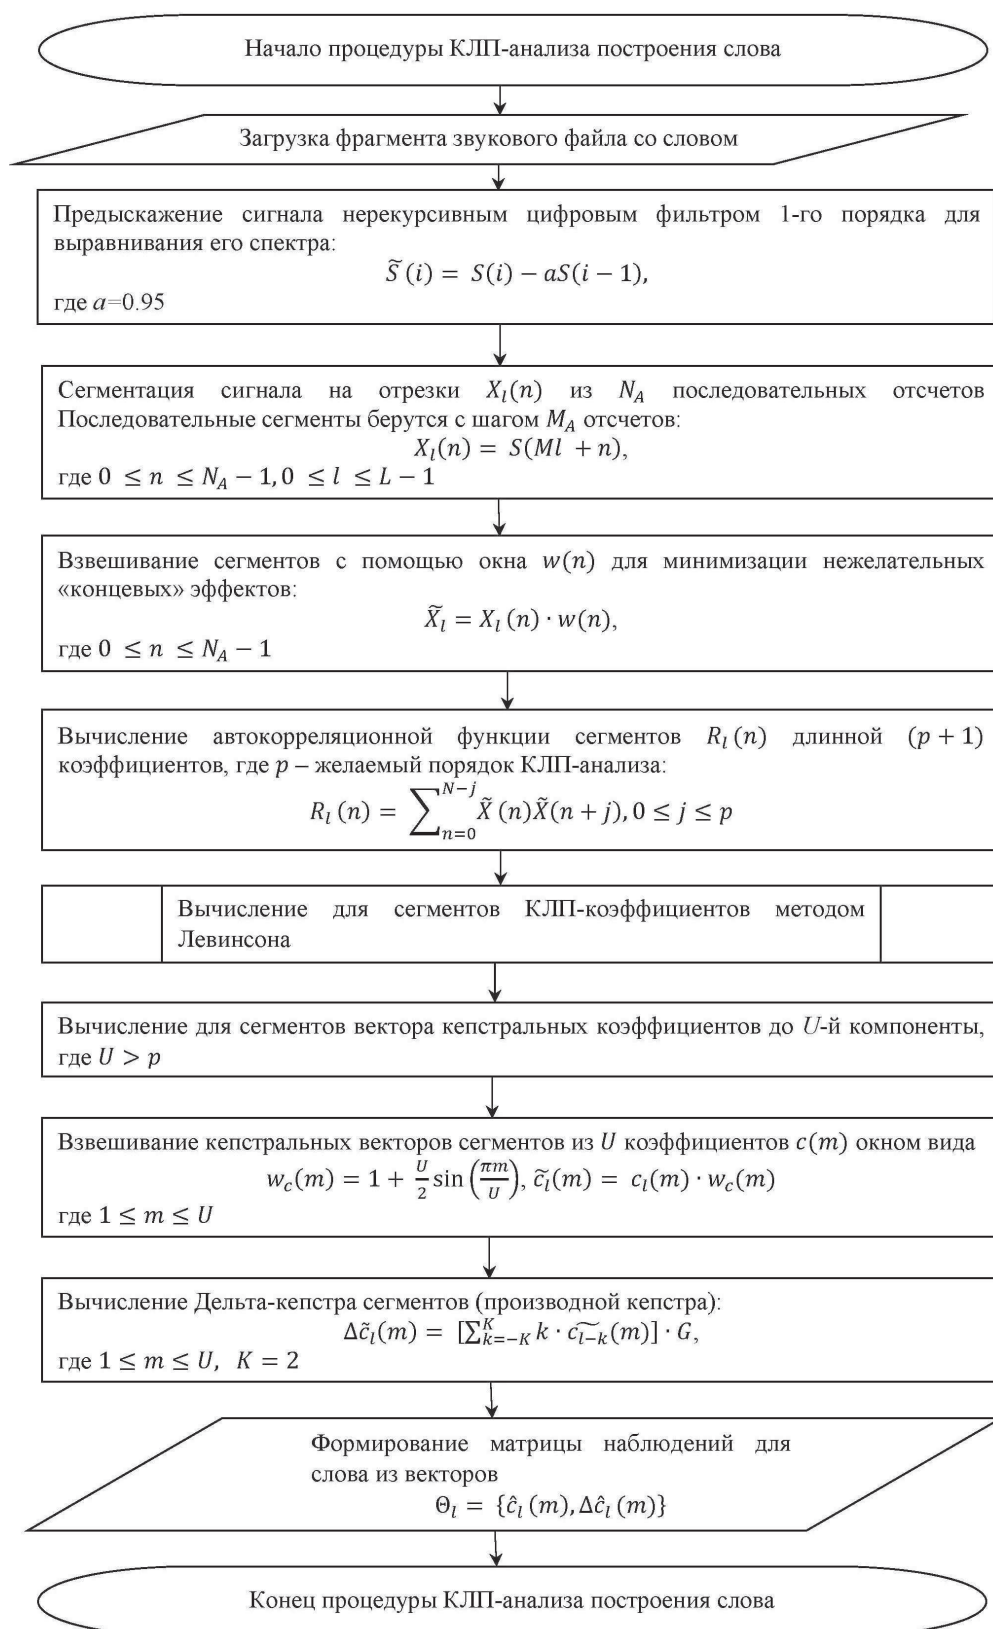 Начало процедуры КЛП-анализа построения слова
Загрузка фрагмента звукового файла со словом
Предыскажение сигнала нерекурсивным цифровым фильтром 1-го порядка для
выравнивания его спектра:
S̃ (i) = S(i) − aS(i − 1),
где a=0.95
Сегментация сигнала на отрезки X_l(n) из N_A последовательных отсчетов
Последовательные сегменты берутся с шагом M_A отсчетов:
X_l(n) = S(Ml + n),
где 0 ≤ n ≤ N_A − 1, 0 ≤ l ≤ L − 1
Взвешивание сегментов с помощью окна w(n) для минимизации нежелательных
«концевых» эффектов:
X̃_l = X_l (n) · w(n),
где 0 ≤ n ≤ N_A − 1
Вычисление автокорреляционной функции сегментов R_l (n) длинной (p + 1)
коэффициентов, где p – желаемый порядок КЛП-анализа:
R_l (n) = ∑_{n=0}^{N−j} X̃ (n)X̃(n + j), 0 ≤ j ≤ p
Вычисление для сегментов КЛП-коэффициентов методом
Левинсона
Вычисление для сегментов вектора кепстральных коэффициентов до U-й компоненты,
где U > p
Взвешивание кепстральных векторов сегментов из U коэффициентов c(m) окном вида
w_c(m) = 1 + U/2 sin (πm/U), c̃_l(m) = c_l(m) · w_c(m)
где 1 ≤ m ≤ U
Вычисление Дельта-кепстра сегментов (производной кепстра):
Δc̃_l(m) = [∑_{k=−K}^{K} k · c̃_{l−k}(m)] · G,
где 1 ≤ m ≤ U, K = 2
Формирование матрицы наблюдений для
слова из векторов
Θ_l = {ĉ_l (m), Δĉ_l (m)}
Конец процедуры КЛП-анализа построения слова